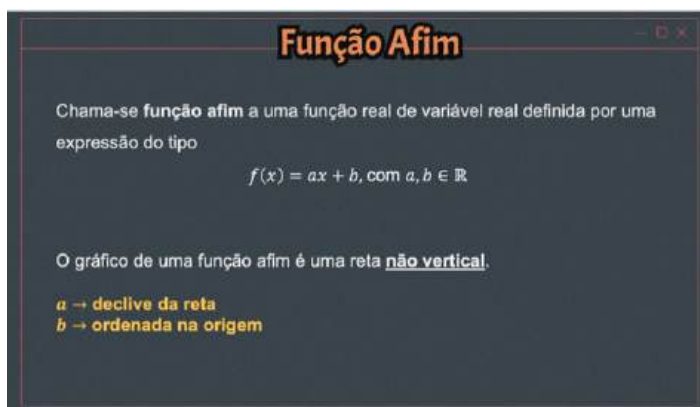 Função Afim
Chama-se função afim a uma função real de variável real definida por uma
expressão do tipo
f(x) = ax + b, com a, b ∈ ℝ
O gráfico de uma função afim é uma reta não vertical.
a → declive da reta
b → ordenada na origem